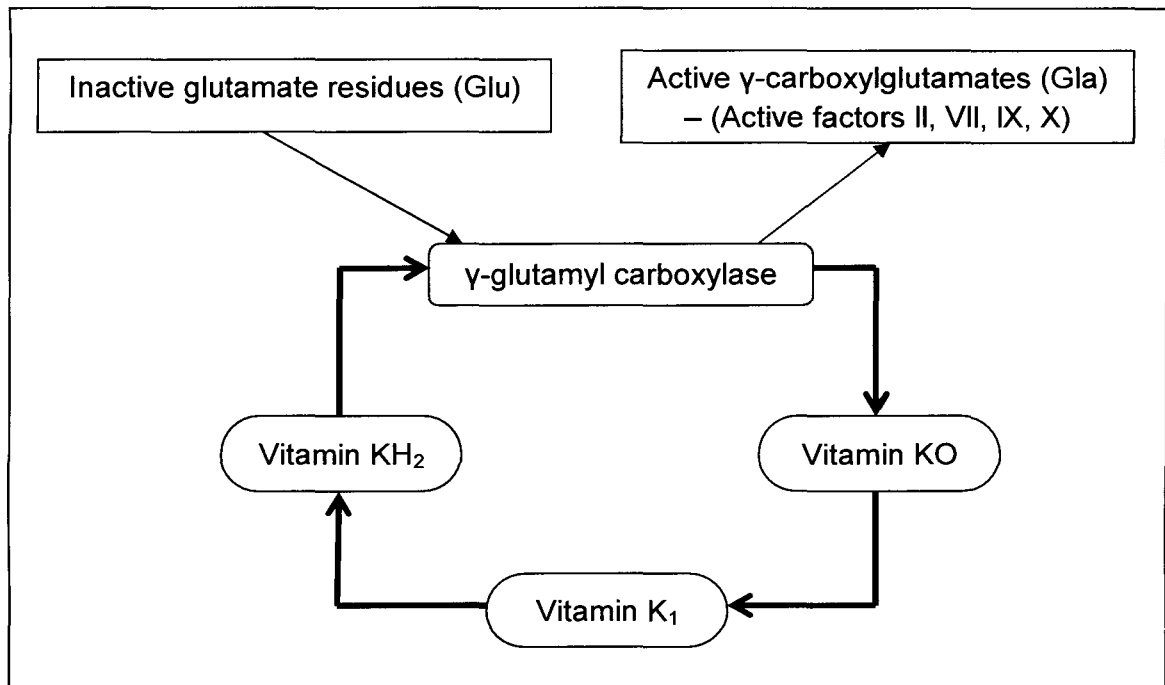 Inactive glutamate residues (Glu)
Active γ-carboxylglutamates (Gla)
– (Active factors II, VII, IX, X)
γ-glutamyl carboxylase
Vitamin KH₂
Vitamin KO
Vitamin K₁